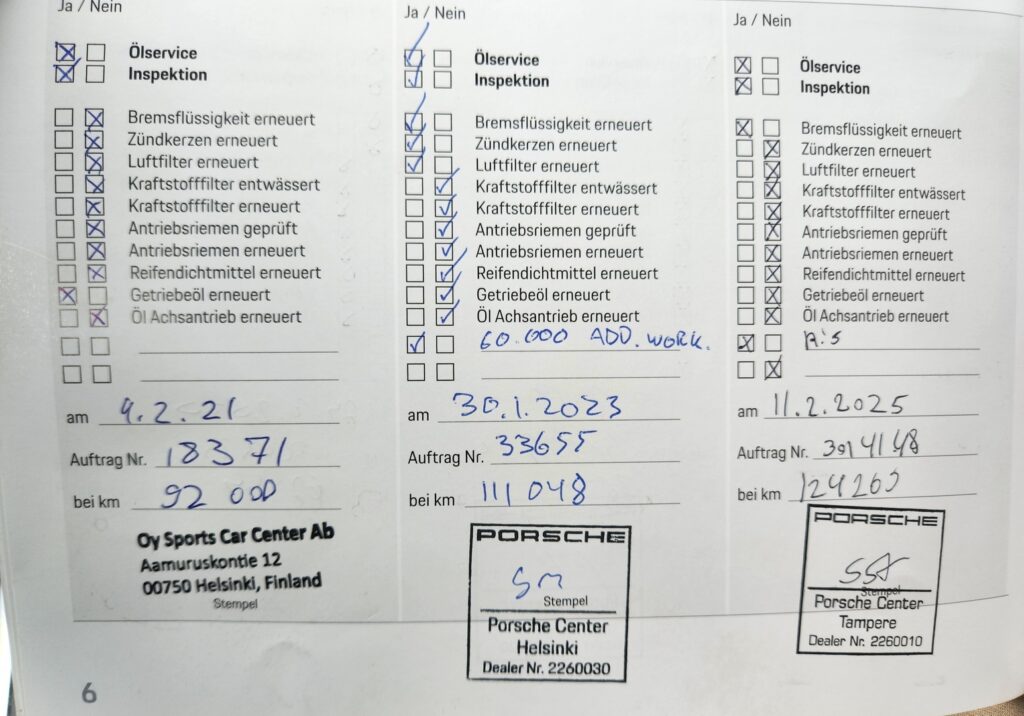 Ja / Nein
Ölservice
Inspektion
Bremsflüssigkeit erneuert
Zündkerzen erneuert
Luftfilter erneuert
Kraftstofffilter entwässert
Kraftstofffilter erneuert
Antriebsriemen geprüft
Antriebsriemen erneuert
Reifendichtmittel erneuert
Getriebeöl erneuert
Öl Achsantrieb erneuert
am 9.2.21
Auftrag Nr. 18371
bei km 92 000
Oy Sports Car Center Ab
Aamuruskontie 12
00750 Helsinki, Finland
Stempel
6
Ja / Nein
Ölservice
Inspektion
Bremsflüssigkeit erneuert
Zündkerzen erneuert
Luftfilter erneuert
Kraftstofffilter entwässert
Kraftstofffilter erneuert
Antriebsriemen geprüft
Antriebsriemen erneuert
Reifendichtmittel erneuert
Getriebeöl erneuert
Öl Achsantrieb erneuert
60.000 ADD. WORK.
am 30.1.2023
Auftrag Nr. 33655
bei km 111 048
PORSCHE
Stempel
Porsche Center
Helsinki
Dealer Nr. 2260030
Ja / Nein
Ölservice
Inspektion
Bremsflüssigkeit erneuert
Zündkerzen erneuert
Luftfilter erneuert
Kraftstofffilter entwässert
Kraftstofffilter erneuert
Antriebsriemen geprüft
Antriebsriemen erneuert
Reifendichtmittel erneuert
Getriebeöl erneuert
Öl Achsantrieb erneuert
am 11.2.2025
Auftrag Nr.
bei km
PORSCHE
Stempel
Porsche Center
Tampere
Dealer Nr. 2260010